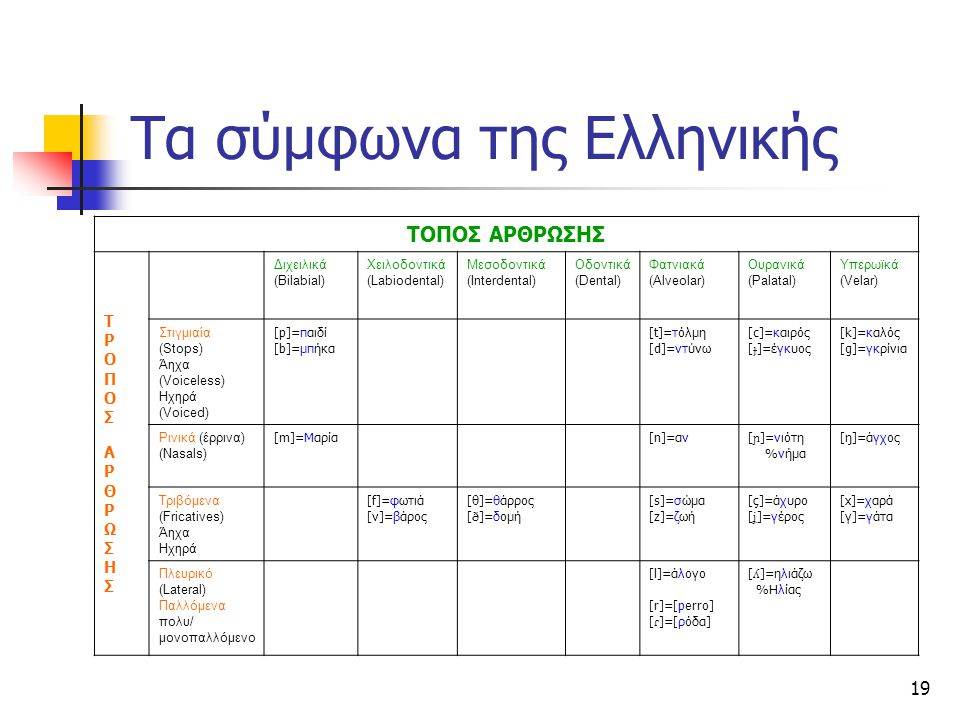 Τα σύμφωνα της Ελληνικής
ΤΟΠΟΣ ΑΡΘΡΩΣΗΣ
ΤΡΟΠΟΣ ΑΡΘΡΩΣΗΣ
Διχειλικά
(Bilabial)
Χειλοδοντικά
(Labiodental)
Μεσοδοντικά
(Interdental)
Οδοντικά
(Dental)
Φατνιακά
(Alveolar)
Ουρανικά
(Palatal)
Υπερωϊκά
(Velar)
Στιγμιαία
(Stops)
Άηχα
(Voiceless)
Ηχηρά
(Voiced)
[p]=παιδί
[b]=μπήκα
[t]=τόλμη
[d]=ντύνω
[c]=καιρός
[ɟ]=έγκυος
[k]=καλός
[g]=γκρίνια
Ρινικά (έρρινα)
(Nasals)
[m]=Μαρία
[n]=αν
[ɲ]=νιότη
%νήμα
[ŋ]=άγχος
Τριβόμενα
(Fricatives)
Άηχα
Ηχηρά
[f]=φωτιά
[v]=βάρος
[θ]=θάρρος
[ð]=δομή
[s]=σώμα
[z]=ζωή
[ç]=άχυρο
[ʝ]=γέρος
[x]=χαρά
[γ]=γάτα
Πλευρικό
(Lateral)
Παλλόμενα
πολυ/
μονοπαλλόμενο
[l]=άλογο
[r]=[perro]
[ɾ]=[ρόδα]
[ʎ]=ηλιάζω
%Ηλίας
19